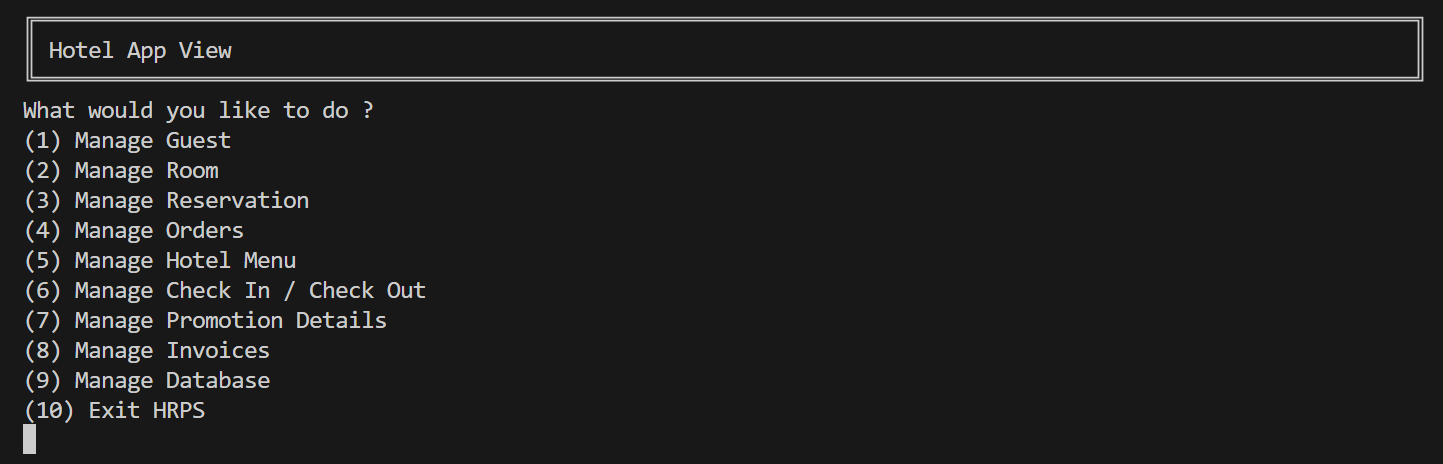 Hotel App View
What would you like to do ?
(1) Manage Guest
(2) Manage Room
(3) Manage Reservation
(4) Manage Orders
(5) Manage Hotel Menu
(6) Manage Check In / Check Out
(7) Manage Promotion Details
(8) Manage Invoices
(9) Manage Database
(10) Exit HRPS